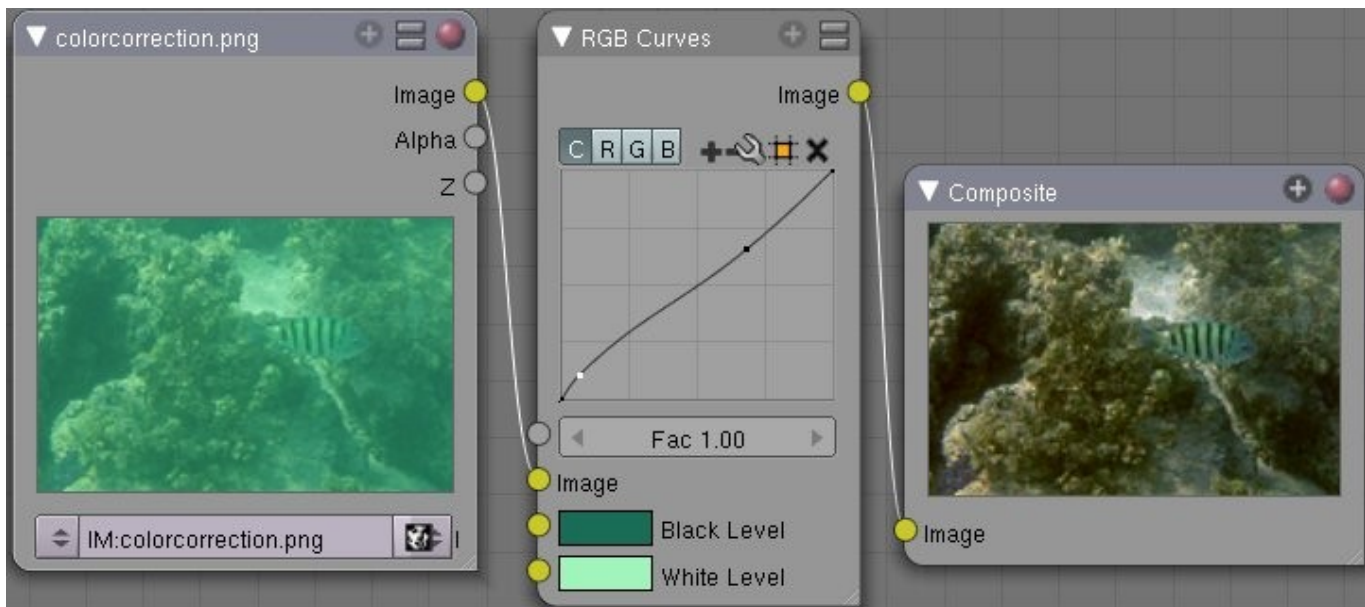 colorcorrection.png
Image
Alpha
Z
IM:colorcorrection.png
RGB Curves
Image
C R G B
Fac 1.00
Image
Black Level
White Level
Composite
Image